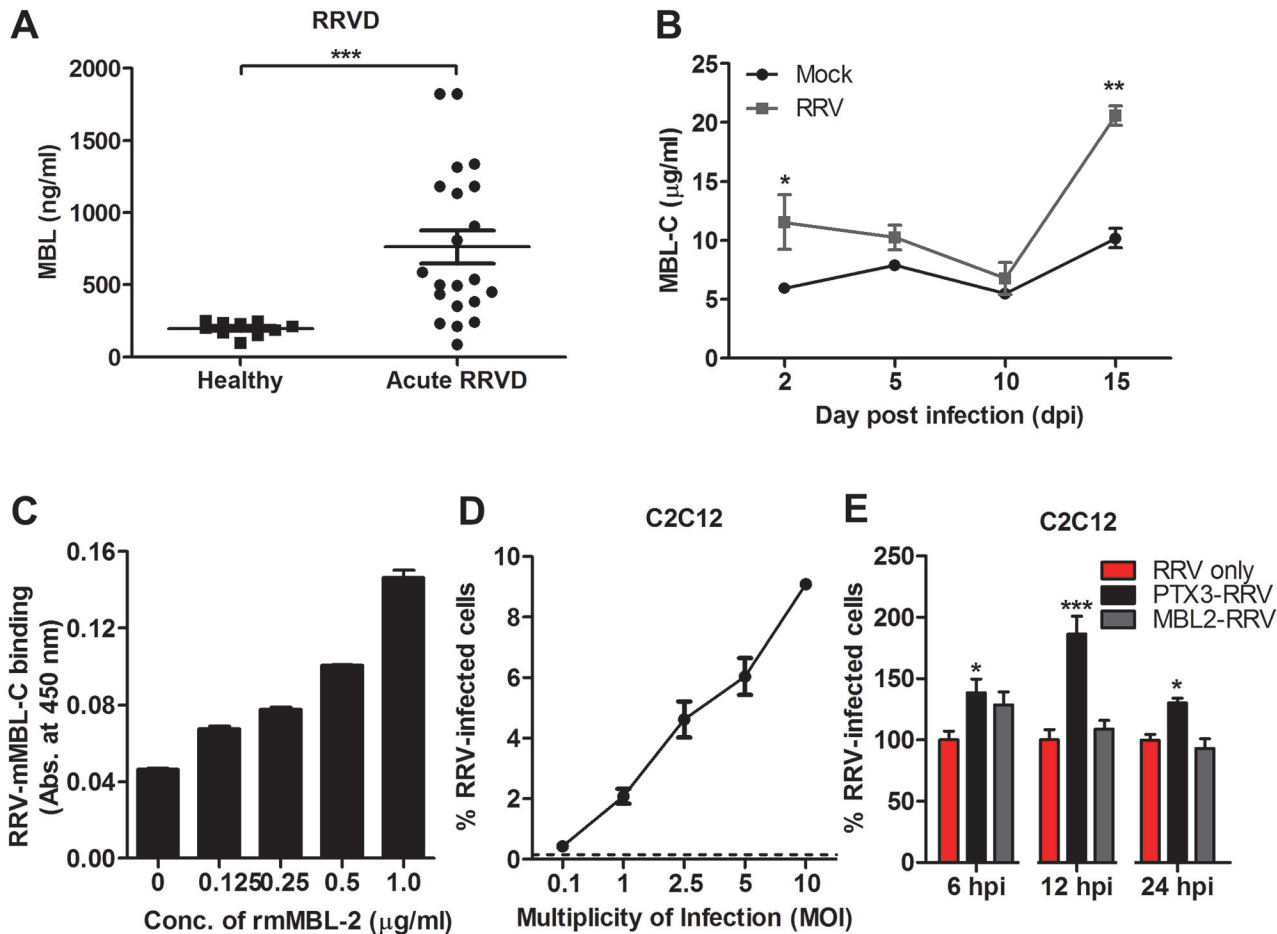 A
RRVD
***
2000
1500
1000
500
0
MBL (ng/ml)
Healthy
Acute RRVD
B
Mock
RRV
25
20
15
10
5
0
MBL-C (μg/ml)
*
**
2
5
10
15
Day post infection (dpi)
C
0.16
0.12
0.08
0.04
0.00
RRV-mMBL-C binding
(Abs. at 450 nm)
0
0.125
0.25
0.5
1.0
Conc. of rmMBL-2 (μg/ml)
D
C2C12
10
8
6
4
2
0
% RRV-infected cells
0.1
1
2.5
5
10
Multiplicity of Infection (MOI)
E
C2C12
250
200
150
100
50
0
% RRV-infected cells
RRV only
PTX3-RRV
MBL2-RRV
*
***
*
6 hpi
12 hpi
24 hpi